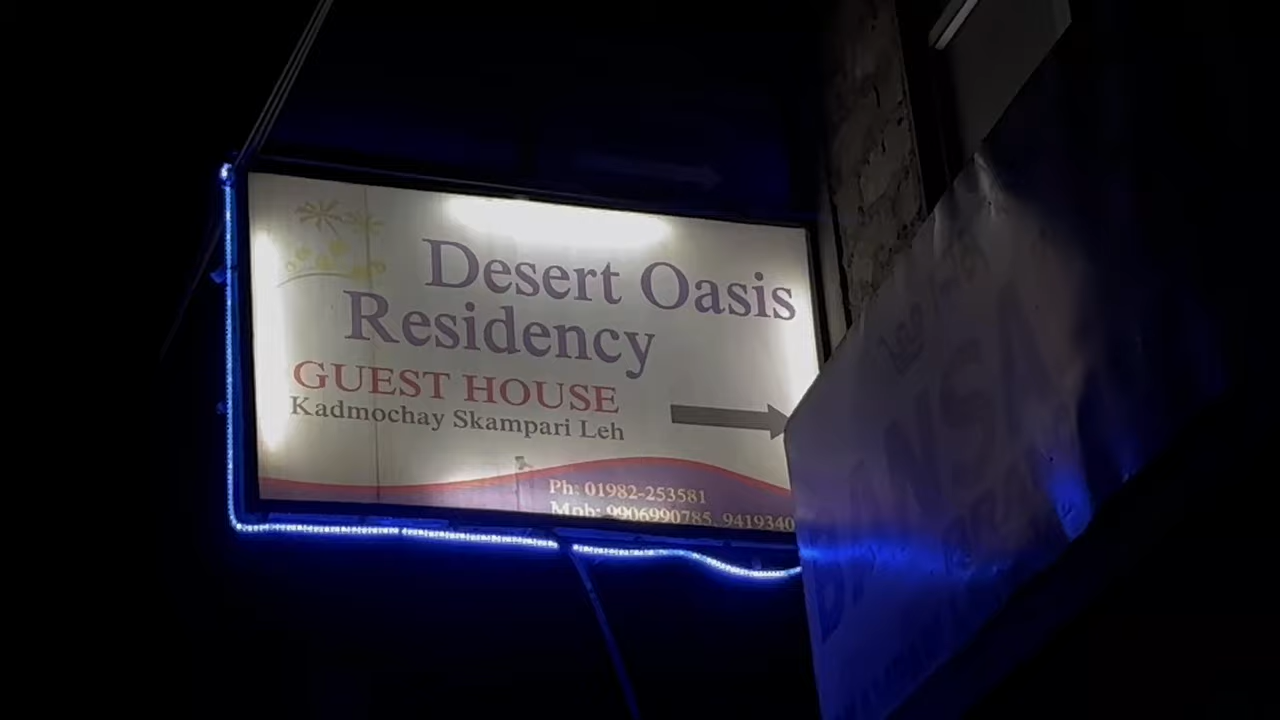 Desert Oasis
Residency
GUEST HOUSE
Kadmochay Skampari Leh
Ph: 01982-253581
Mob: 9906990785, 9419340